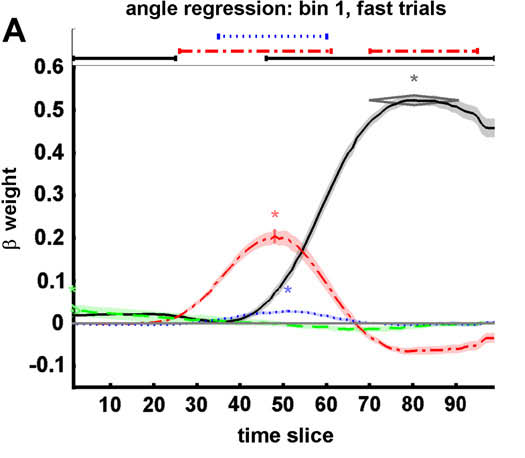 angle regression: bin 1, fast trials
A
0.6
0.5
0.4
0.3
0.2
0.1
0
-0.1
β weight
*
*
*
*
10 20 30 40 50 60 70 80 90
time slice